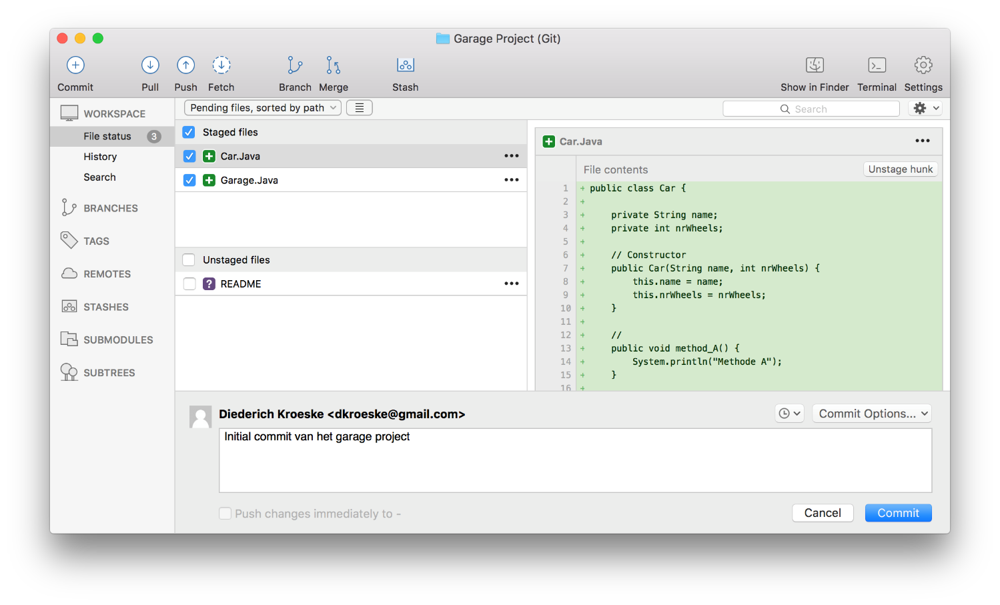 Garage Project (Git)
Commit
Pull
Push
Fetch
Branch
Merge
Stash
Show in Finder
Terminal
Settings
WORKSPACE
File status
3
History
Search
BRANCHES
TAGS
REMOTES
STASHES
SUBMODULES
SUBTREES
Pending files, sorted by path
Search
Staged files
Car.Java
Garage.Java
Unstaged files
? README
Car.Java
File contents
Unstage hunk
1 + public class Car {
2 +
3 + private String name;
4 + private int nrWheels;
5 +
6 + // Constructor
7 + public Car(String name, int nrWheels) {
8 + this.name = name;
9 + this.nrWheels = nrWheels;
10 + }
11 +
12 + //
13 + public void method_A() {
14 + System.println("Methode A");
15 + }
16 +
Diederich Kroeske <dkroeske@gmail.com>
Commit Options...
Initial commit van het garage project
Push changes immediately to -
Cancel
Commit